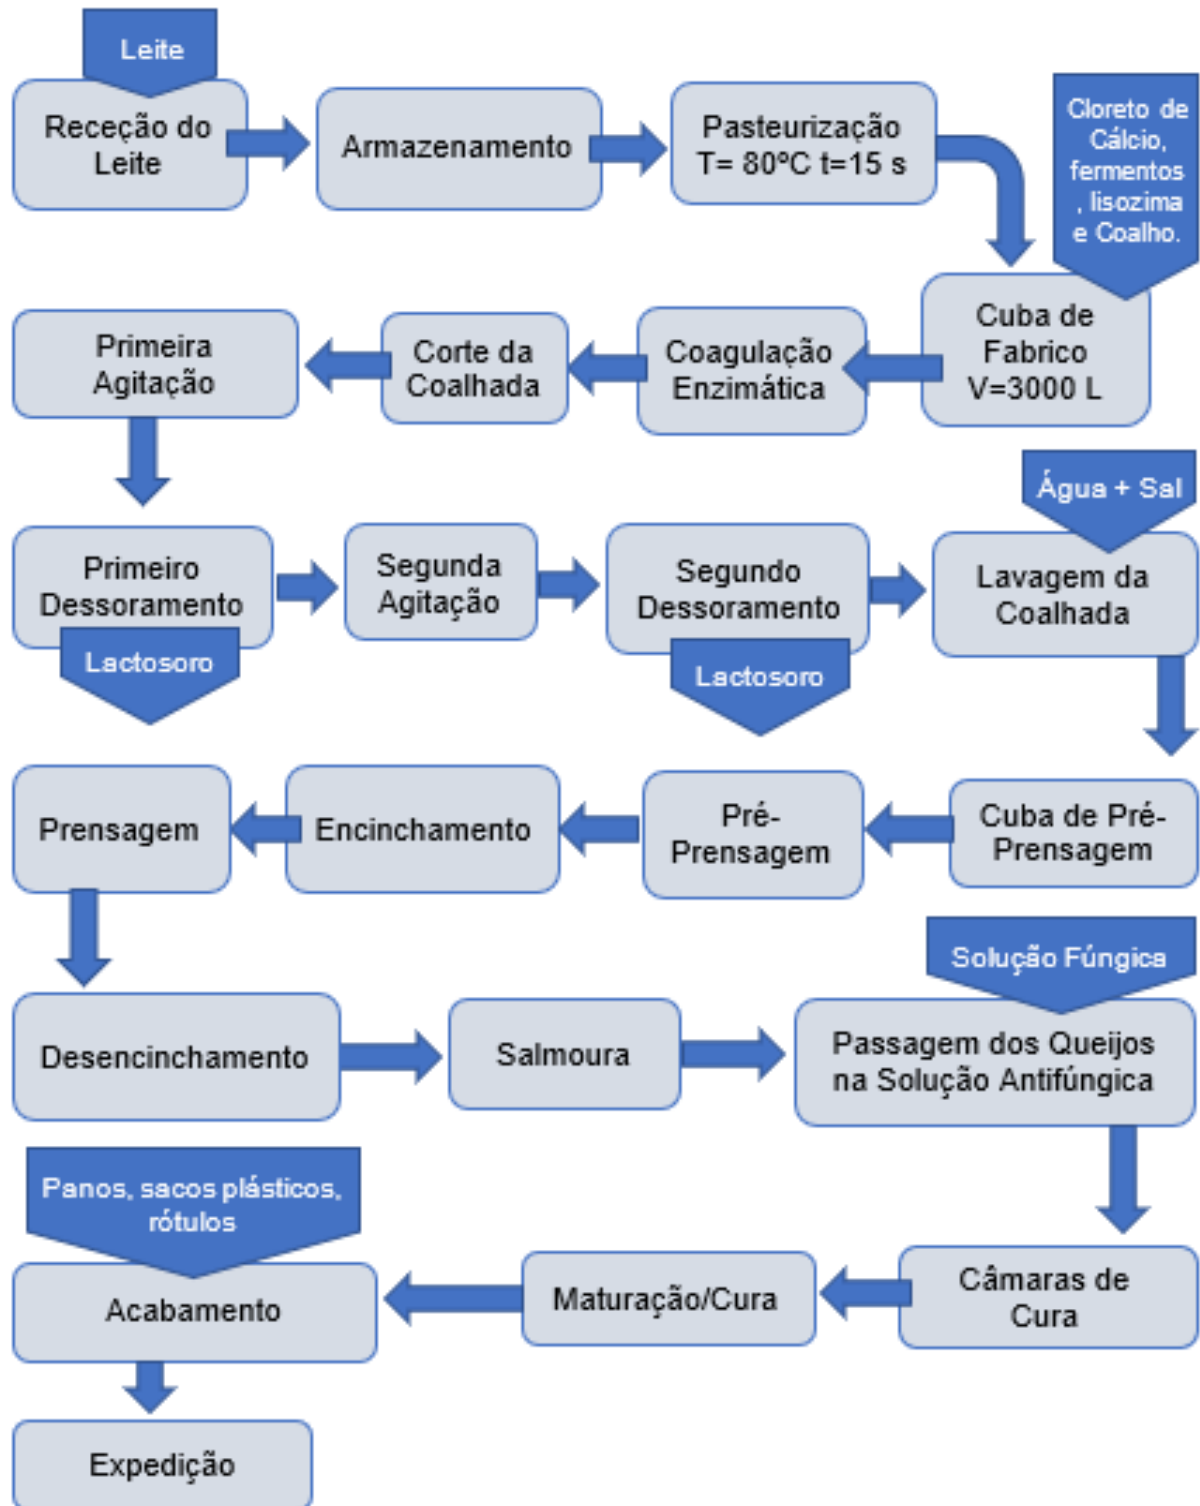 Leite
Receção do
Leite
Armazenamento
Pasteurização
T= 80ºC t=15 s
Cloreto de
Cálcio,
fermentos
, lisozima
e Coalho.
Cuba de
Fabrico
V=3000 L
Coagulação
Enzimática
Corte da
Coalhada
Primeira
Agitação
Primeiro
Dessoramento
Lactosoro
Segunda
Agitação
Segundo
Dessoramento
Lactosoro
Água + Sal
Lavagem da
Coalhada
Cuba de Pré-
Prensagem
Pré-
Prensagem
Encinchamento
Prensagem
Desencinchamento
Salmoura
Solução Fúngica
Passagem dos Queijos
na Solução Antifúngica
Câmaras de
Cura
Maturação/Cura
Panos, sacos plásticos,
rótulos
Acabamento
Expedição